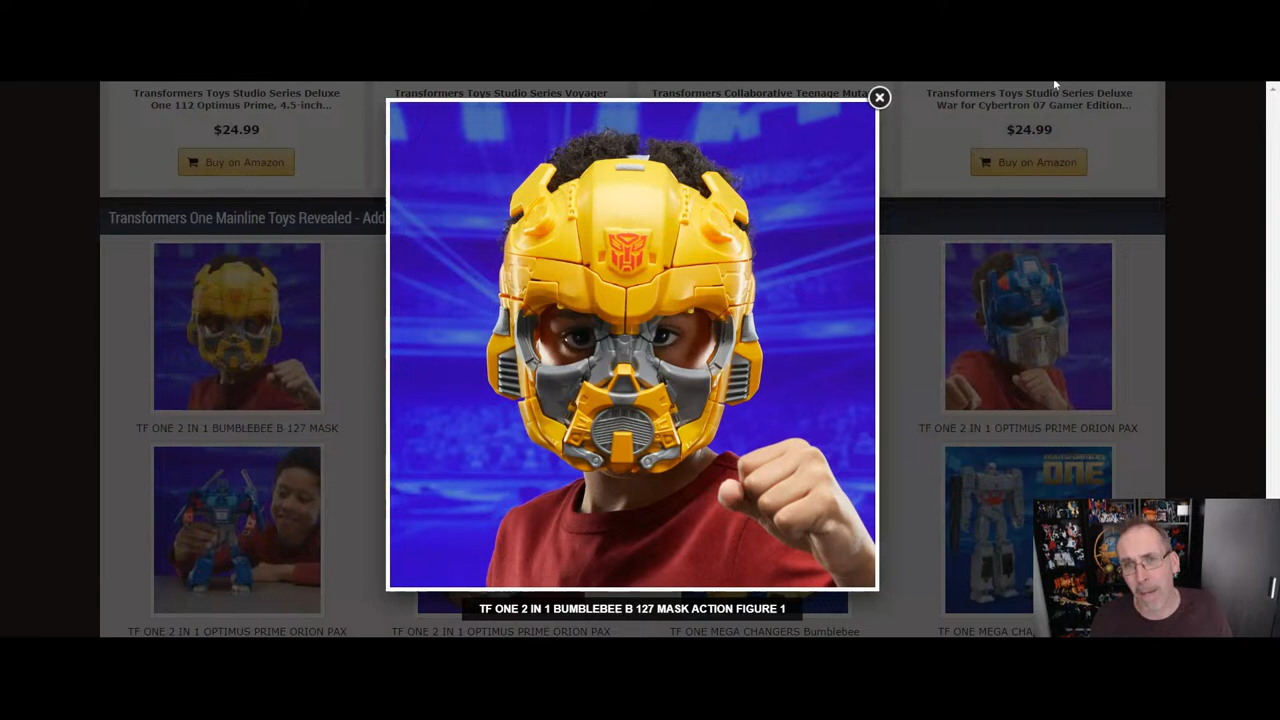 Transformers Toys Studio Series Deluxe
One 112 Optimus Prime, 4.5-inch...
$24.99
Buy on Amazon
Transformers Toys Studio Series Voyager
Transformers Collaborative Teenage Muta
Transformers Toys Studio Series Deluxe
War for Cybertron 07 Gamer Edition...
$24.99
Buy on Amazon
Transformers One Mainline Toys Revealed - Add
TF ONE 2 IN 1 BUMBLEBEE B 127 MASK
TF ONE 2 IN 1 OPTIMUS PRIME ORION PAX
TRANSFORMERS
ONE
TF ONE 2 IN 1 BUMBLEBEE B 127 MASK ACTION FIGURE 1
TF ONE 2 IN 1 OPTIMUS PRIME ORION PAX
TF ONE 2 IN 1 OPTIMUS PRIME ORION PAX
TF ONE MEGA CHANGERS Bumblebee
TF ONE MEGA CHA